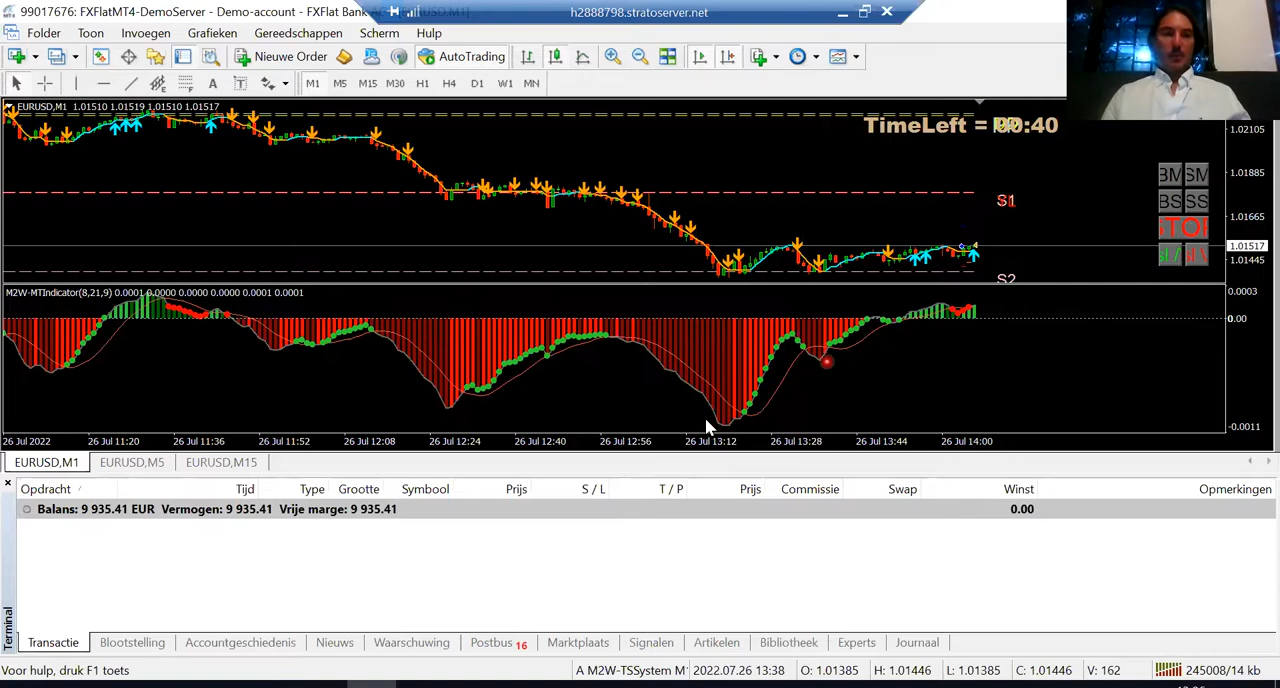 99017676: FXFlatMT4-DemoServer - Demo-account - FXFlat Bank
h2888798.stratoserver.net
Folder Toon Invoegen Grafieken Gereedschappen Scherm Help
Nieuwe Order AutoTrading
A T M1 M5 M15 M30 H1 H4 D1 W1 MN
EURUSD,M1 1.01510 1.01519 1.01510 1.01517
TimeLeft = 00:40
1.02105
1.01885
BM SM
S1
BS SS
1.01665
STOP
1.01517
1.01445
S2
M2W-MTIndicator(8,21,9) 0.0001 0.0000 0.0000 0.0000 0.0001 0.0001
0.0003
0.00
-0.0011
26 Jul 2022 26 Jul 11:20 26 Jul 11:36 26 Jul 11:52 26 Jul 12:08 26 Jul 12:24 26 Jul 12:40 26 Jul 12:56 26 Jul 13:12 26 Jul 13:28 26 Jul 13:44 26 Jul 14:00
EURUSD,M1 EURUSD,M5 EURUSD,M15
Opdracht Tijd Type Grootte Symbool Prijs S / L T / P Prijs Commissie Swap Winst Opmerkingen
Balans: 9 935.41 EUR Vermogen: 9 935.41 Vrije marge: 9 935.41 0.00
Terminal
Transactie Blootstelling Accountgeschiedenis Nieuws Waarschuwing Postbus 16 Marktplaats Signalen Artikelen Bibliotheek Experts Journaal
Voor hulp, druk F1 toets A M2W-TSSystem M 2022.07.26 13:38 O: 1.01385 H: 1.01446 L: 1.01385 C: 1.01446 V: 162 245008/14 kb